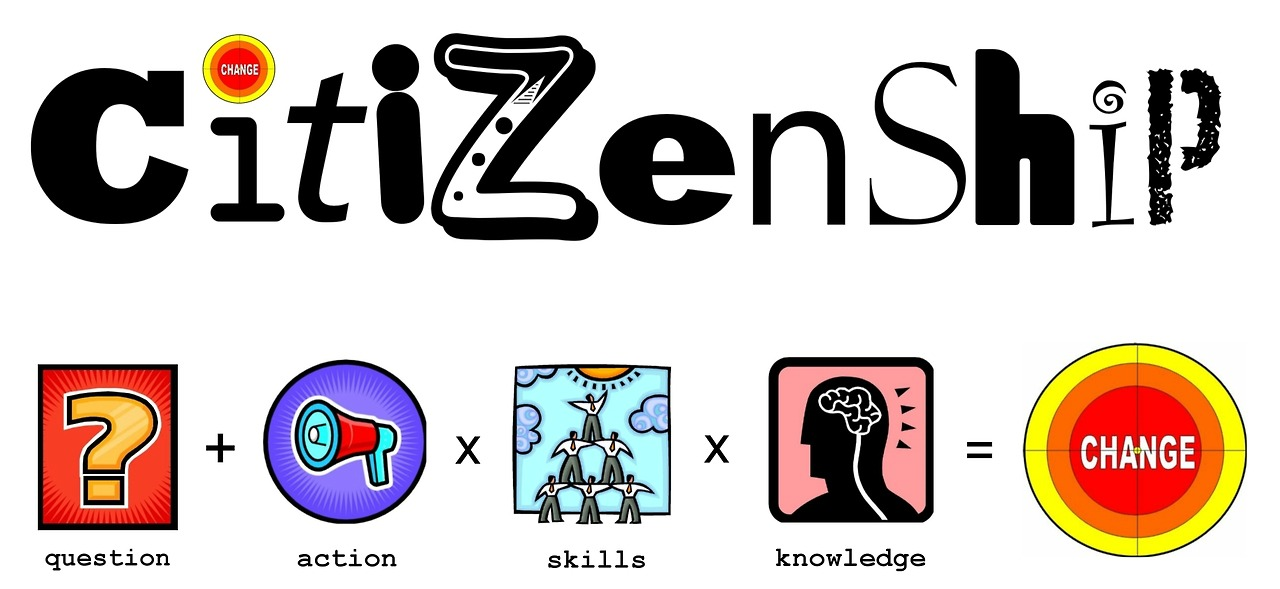 CHANGE
CitiZenShip
? + x x = CHANGE
question action skills knowledge